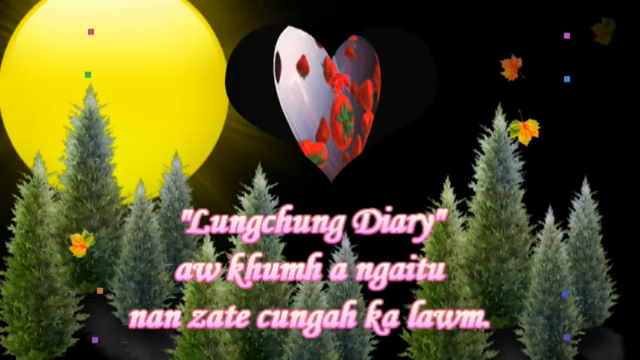 "Lungchung Diary"
aw khumh a ngaitu
nan zate cungah ka lawm.